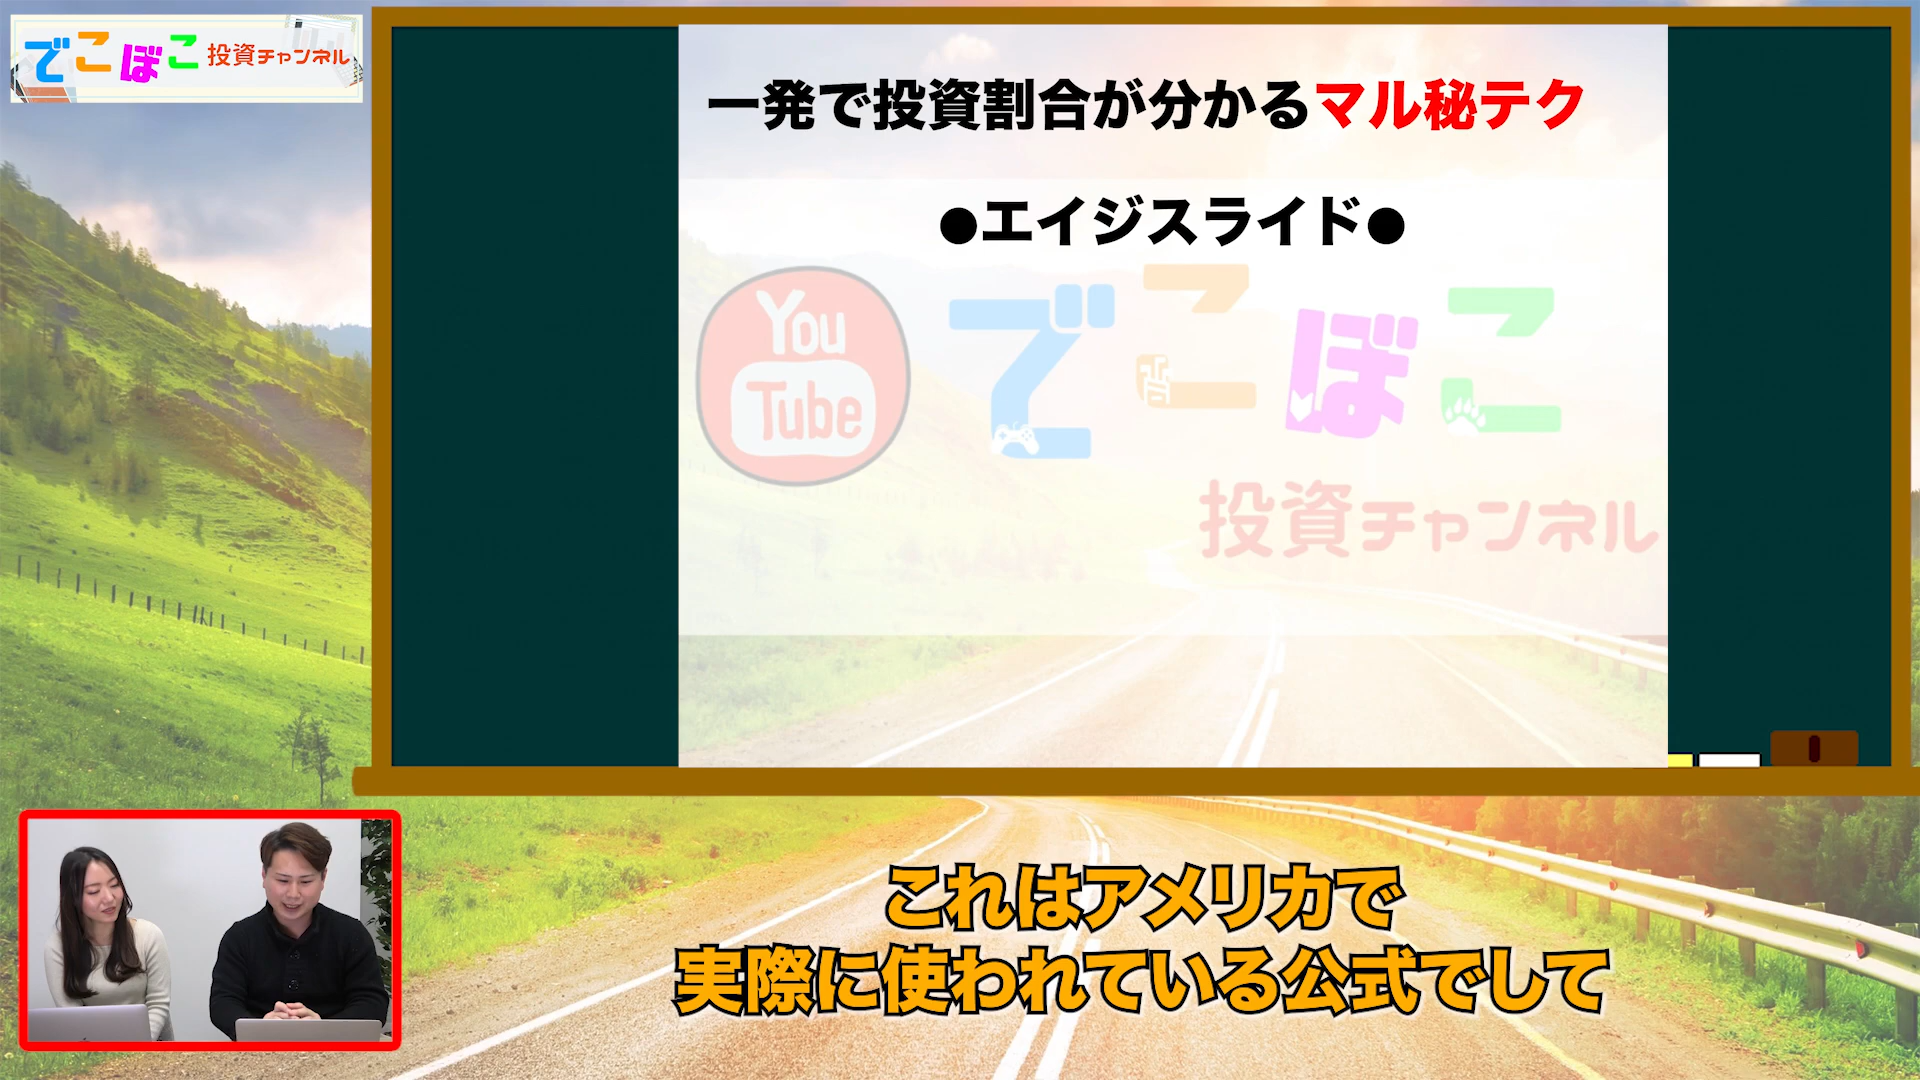 でこぼこ投資チャンネル
一発で投資割合が分かるマル秘テク
●エイジスライド●
You
Tube
でこぼこ
投資チャンネル
これはアメリカで
実際に使われている公式でして